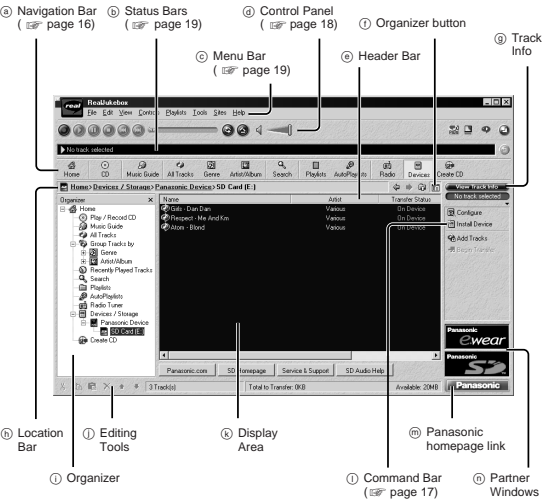 ⓐ Navigation Bar
( ☞ page 16)
ⓑ Status Bars
( ☞ page 19)
ⓓ Control Panel
( ☞ page 18)
ⓕ Organizer button
ⓖ Track
Info
ⓒ Menu Bar
( ☞ page 19)
ⓔ Header Bar
real
RealJukebox
File Edit View Controls Playlists Tools Sites Help
No track selected
Home
CD
Music Guide
All Tracks
Genre
Artist/Album
Search
Playlists
AutoPlaylists
Radio
Devices
Create CD
Home>Devices / Storage>Panasonic Device>SD Card (E:)
View Track Info
No track selected
Organizer
Name
Artist
Transfer Status
Home
Play / Record CD
Music Guide
All Tracks
Group Tracks by
Genre
Artist/Album
Recently Played Tracks
Search
Playlists
AutoPlaylists
Radio Tuner
Devices / Storage
Panasonic Device
SD Card (E:)
Create CD
Girls - Dan Dan
Various
On Device
Respect - Me And Km
Various
On Device
Atom - Blond
Various
On Device
Configure
Install Device
Add Tracks
Begin Transfer
Panasonic
e.wear
Panasonic
SD
Panasonic.com
SD Homepage
Service & Support
SD Audio Help
3 Track(s)
Total to Transfer: 0KB
Available: 20MB
Panasonic
ⓗ Location
Bar
ⓙ Editing
Tools
ⓚ Display
Area
ⓜ Panasonic
homepage link
ⓘ Organizer
ⓛ Command Bar
( ☞ page 17)
ⓝ Partner
Windows